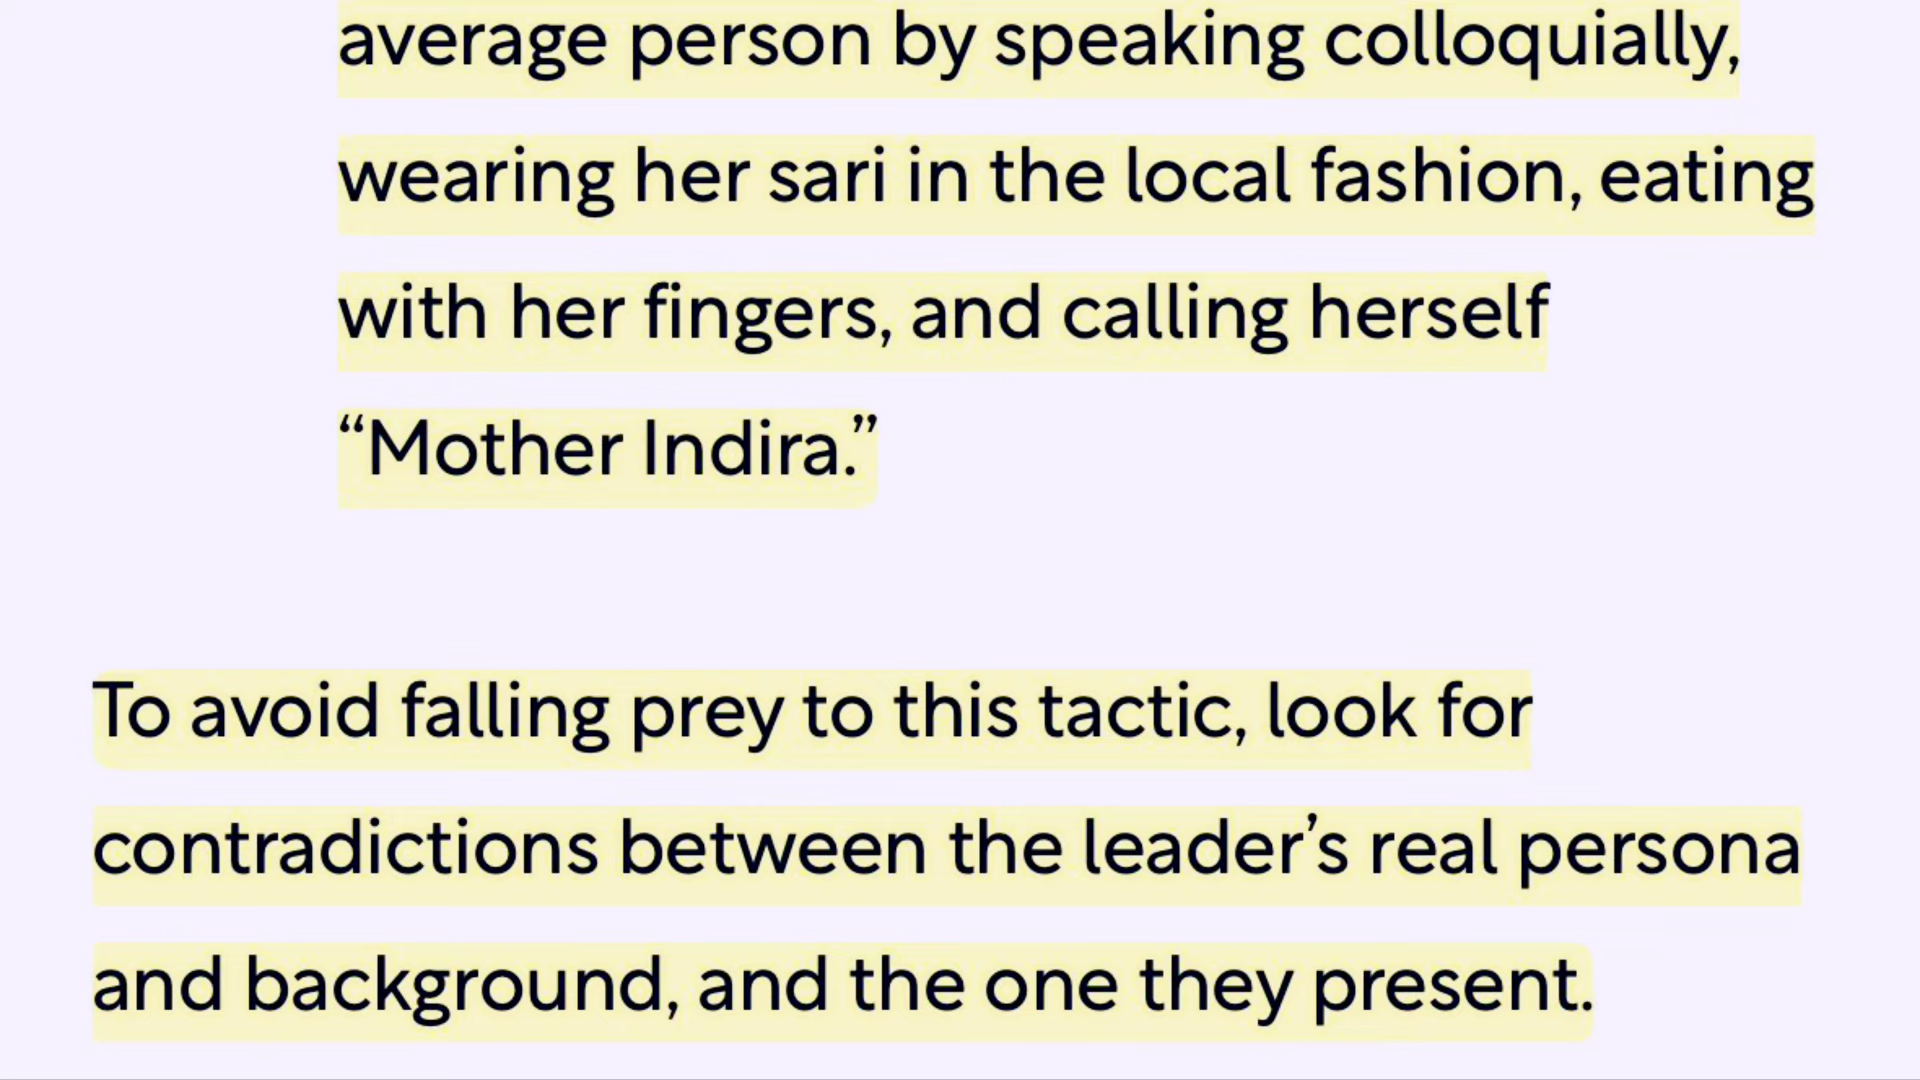 average person by speaking colloquially,
wearing her sari in the local fashion, eating
with her fingers, and calling herself
“Mother Indira.”
To avoid falling prey to this tactic, look for
contradictions between the leader’s real persona
and background, and the one they present.